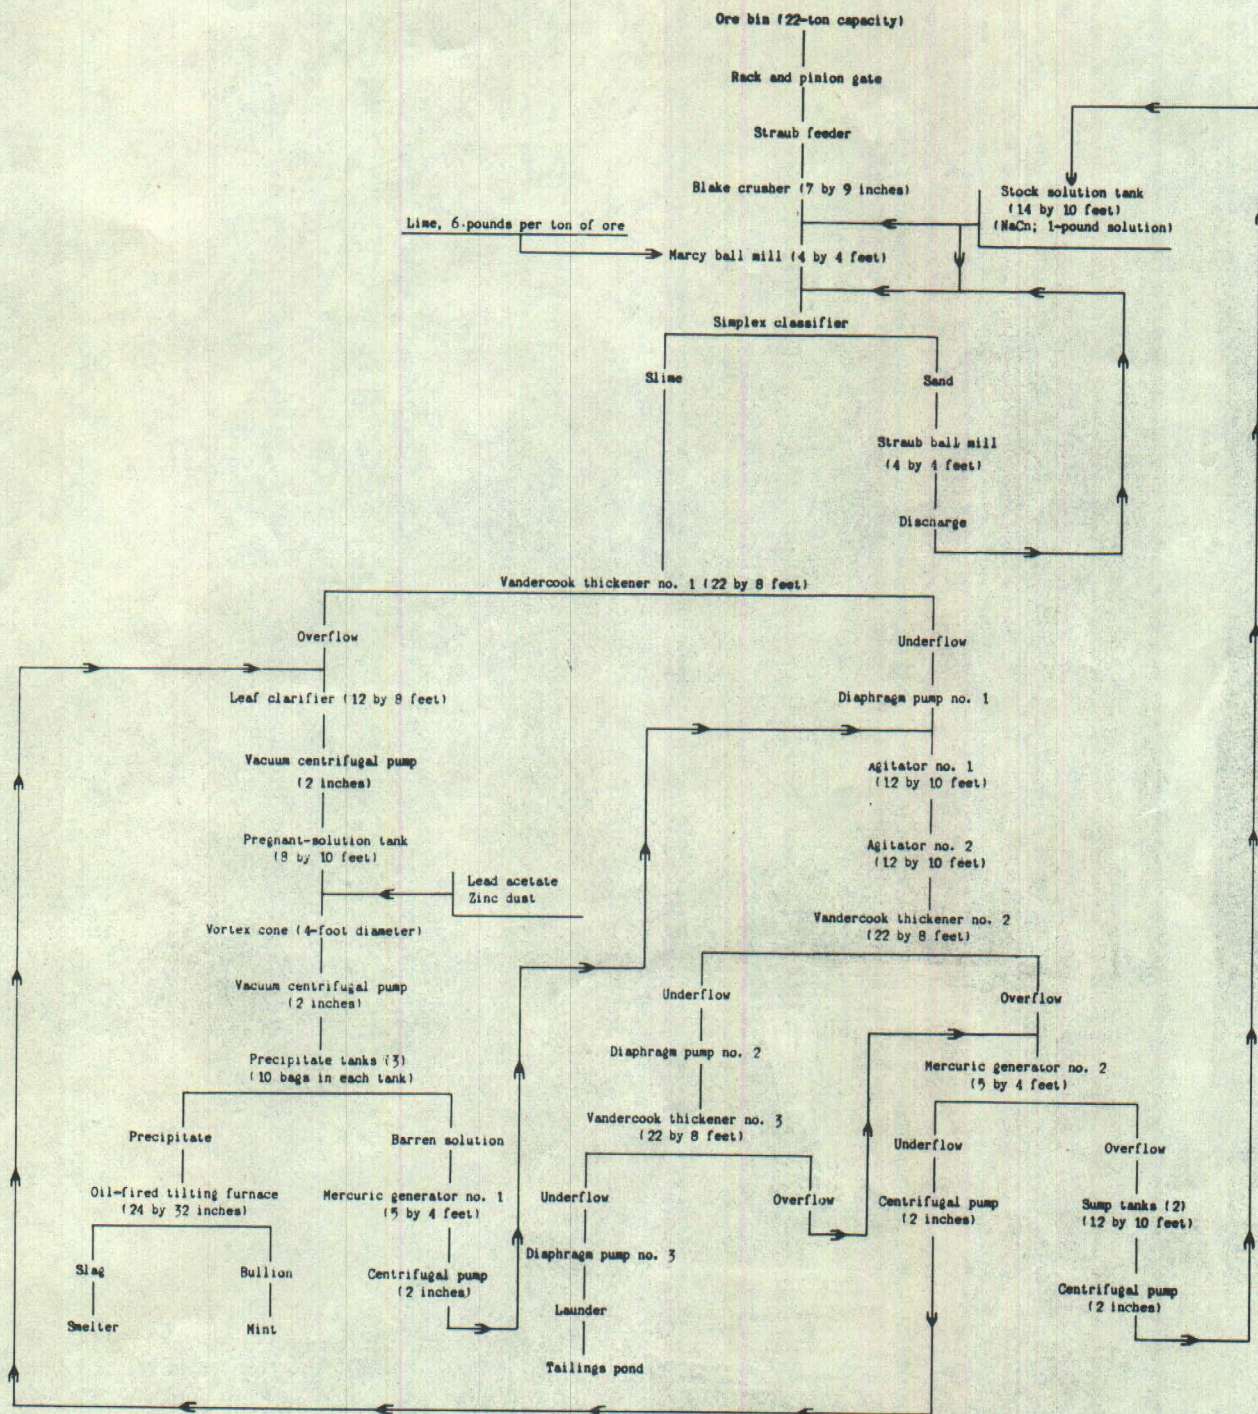 Ore bin (22-ton capacity)
Rack and pinion gate
Straub feeder
Blake crusher (7 by 9 inches)
Stock solution tank
(14 by 10 feet)
(NaCn; 1-pound solution)
Lime, 6 pounds per ton of ore
Marcy ball mill (4 by 4 feet)
Simplex classifier
Slime
Sand
Straub ball mill
(4 by 4 feet)
Discharge
Vandercook thickener no. 1 (22 by 8 feet)
Overflow
Underflow
Leaf clarifier (12 by 8 feet)
Diaphragm pump no. 1
Vacuum centrifugal pump
(2 inches)
Agitator no. 1
(12 by 10 feet)
Pregnant-solution tank
(8 by 10 feet)
Agitator no. 2
(12 by 10 feet)
Lead acetate
Zinc dust
Vortex cone (4-foot diameter)
Vandercook thickener no. 2
(22 by 8 feet)
Vacuum centrifugal pump
(2 inches)
Underflow
Overflow
Precipitate tanks (3)
(10 bags in each tank)
Diaphragm pump no. 2
Mercuric generator no. 2
(5 by 4 feet)
Vandercook thickener no. 3
(22 by 8 feet)
Precipitate
Barren solution
Underflow
Overflow
Oil-fired tilting furnace
(24 by 32 inches)
Mercuric generator no. 1
(5 by 4 feet)
Underflow
Overflow
Centrifugal pump
(2 inches)
Sump tanks (2)
(12 by 10 feet)
Slag
Bullion
Centrifugal pump
(2 inches)
Diaphragm pump no. 3
Centrifugal pump
(2 inches)
Launder
Smelter
Mint
Tailings pond